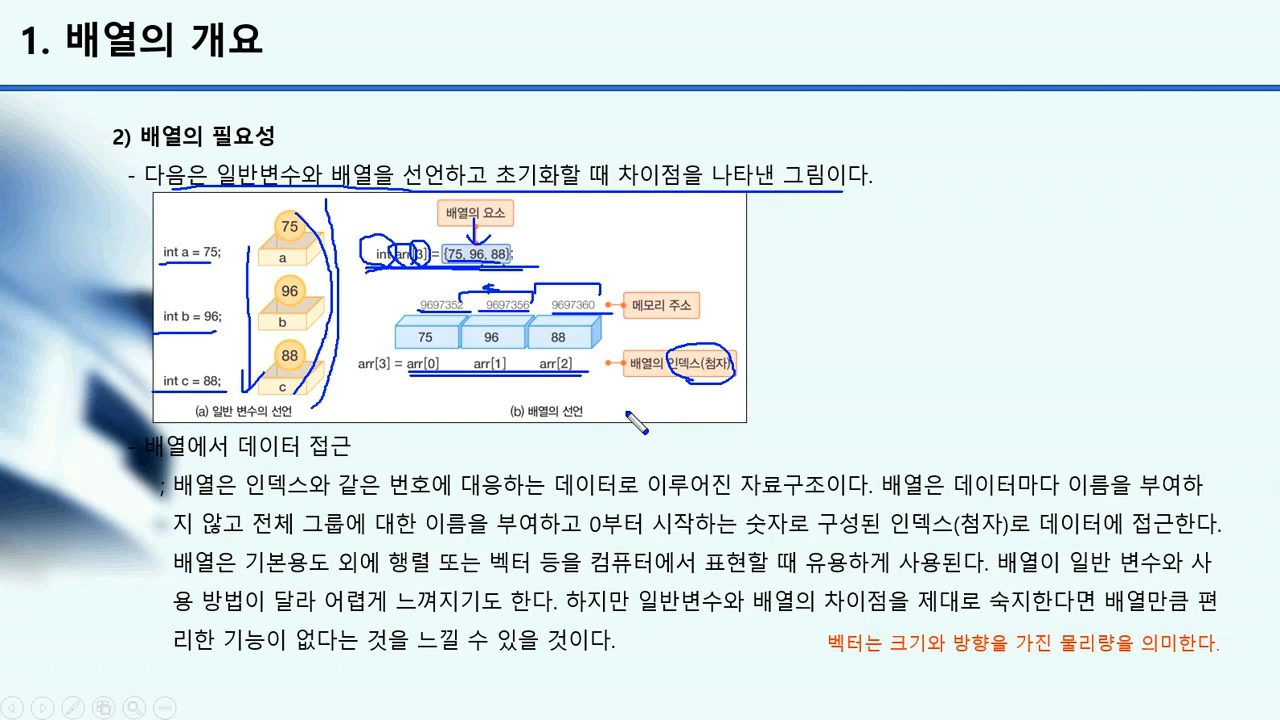 1. 배열의 개요
2) 배열의 필요성
- 다음은 일반변수와 배열을 선언하고 초기화할 때 차이점을 나타낸 그림이다.
int a = 75;
75
a
int b = 96;
96
b
int c = 88;
88
c
(a) 일반 변수의 선언
배열의 요소
int arr[3] = {75, 96, 88};
9697352 9697356 9697360 메모리 주소
75 96 88
arr[3] = arr[0] arr[1] arr[2] 배열의 인덱스(첨자)
(b) 배열의 선언
- 배열에서 데이터 접근
; 배열은 인덱스와 같은 번호에 대응하는 데이터로 이루어진 자료구조이다. 배열은 데이터마다 이름을 부여하
지 않고 전체 그룹에 대한 이름을 부여하고 0부터 시작하는 숫자로 구성된 인덱스(첨자)로 데이터에 접근한다.
배열은 기본용도 외에 행렬 또는 벡터 등을 컴퓨터에서 표현할 때 유용하게 사용된다. 배열이 일반 변수와 사
용 방법이 달라 어렵게 느껴지기도 한다. 하지만 일반변수와 배열의 차이점을 제대로 숙지한다면 배열만큼 편
리한 기능이 없다는 것을 느낄 수 있을 것이다.
벡터는 크기와 방향을 가진 물리량을 의미한다.